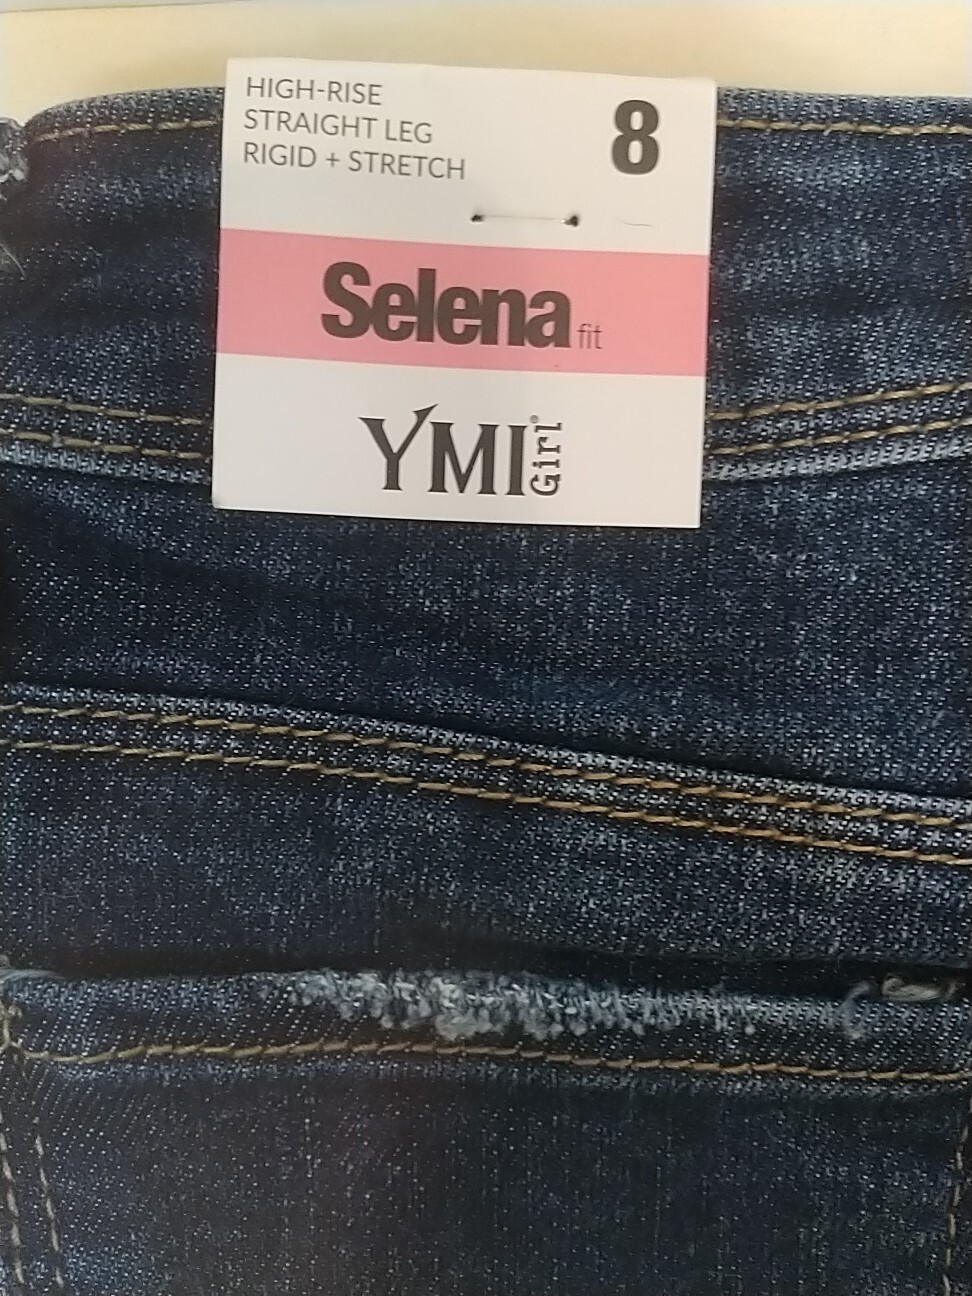 HIGH-RISE
STRAIGHT LEG
RIGID + STRETCH
8
Selena fit
YMI Girl®